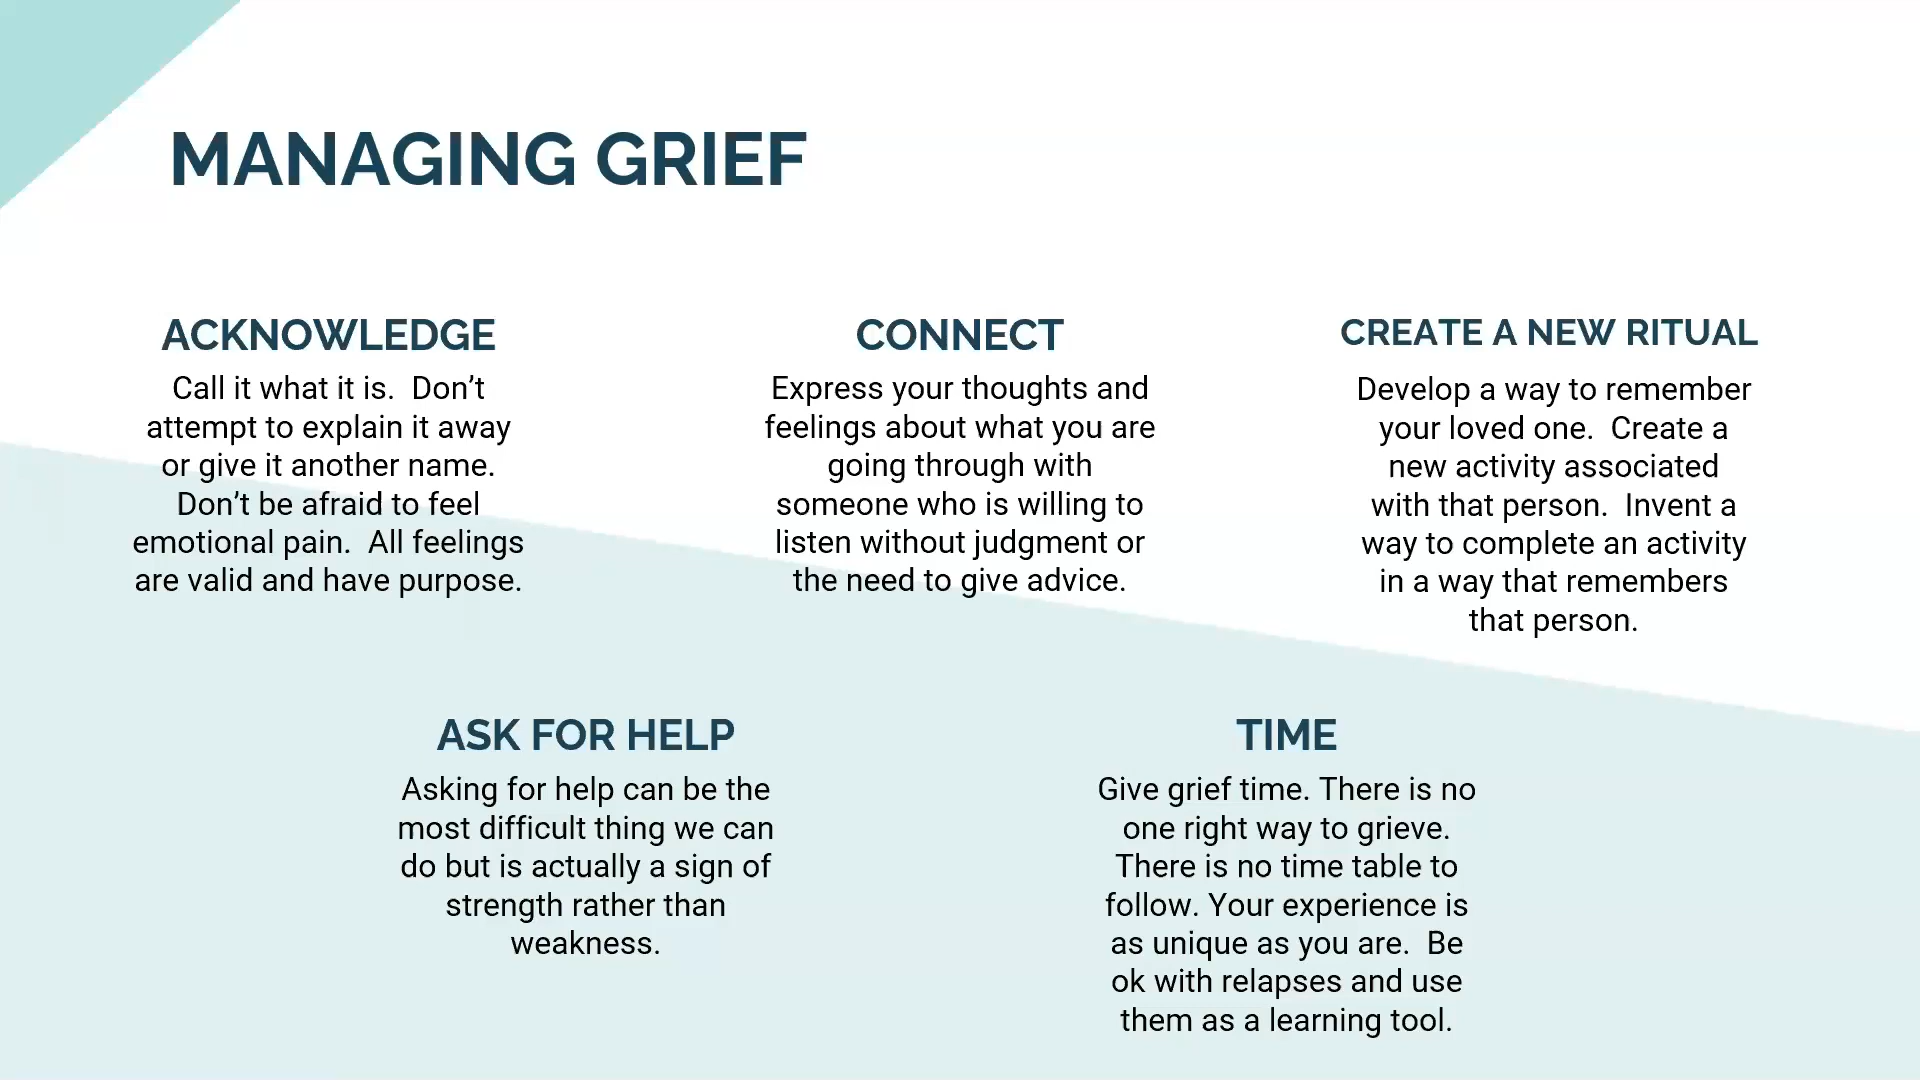 MANAGING GRIEF
ACKNOWLEDGE
Call it what it is.  Don’t
attempt to explain it away
or give it another name.
Don’t be afraid to feel
emotional pain.  All feelings
are valid and have purpose.
CONNECT
Express your thoughts and
feelings about what you are
going through with
someone who is willing to
listen without judgment or
the need to give advice.
CREATE A NEW RITUAL
Develop a way to remember
your loved one.  Create a
new activity associated
with that person.  Invent a
way to complete an activity
in a way that remembers
that person.
ASK FOR HELP
Asking for help can be the
most difficult thing we can
do but is actually a sign of
strength rather than
weakness.
TIME
Give grief time. There is no
one right way to grieve.
There is no time table to
follow. Your experience is
as unique as you are.  Be
ok with relapses and use
them as a learning tool.